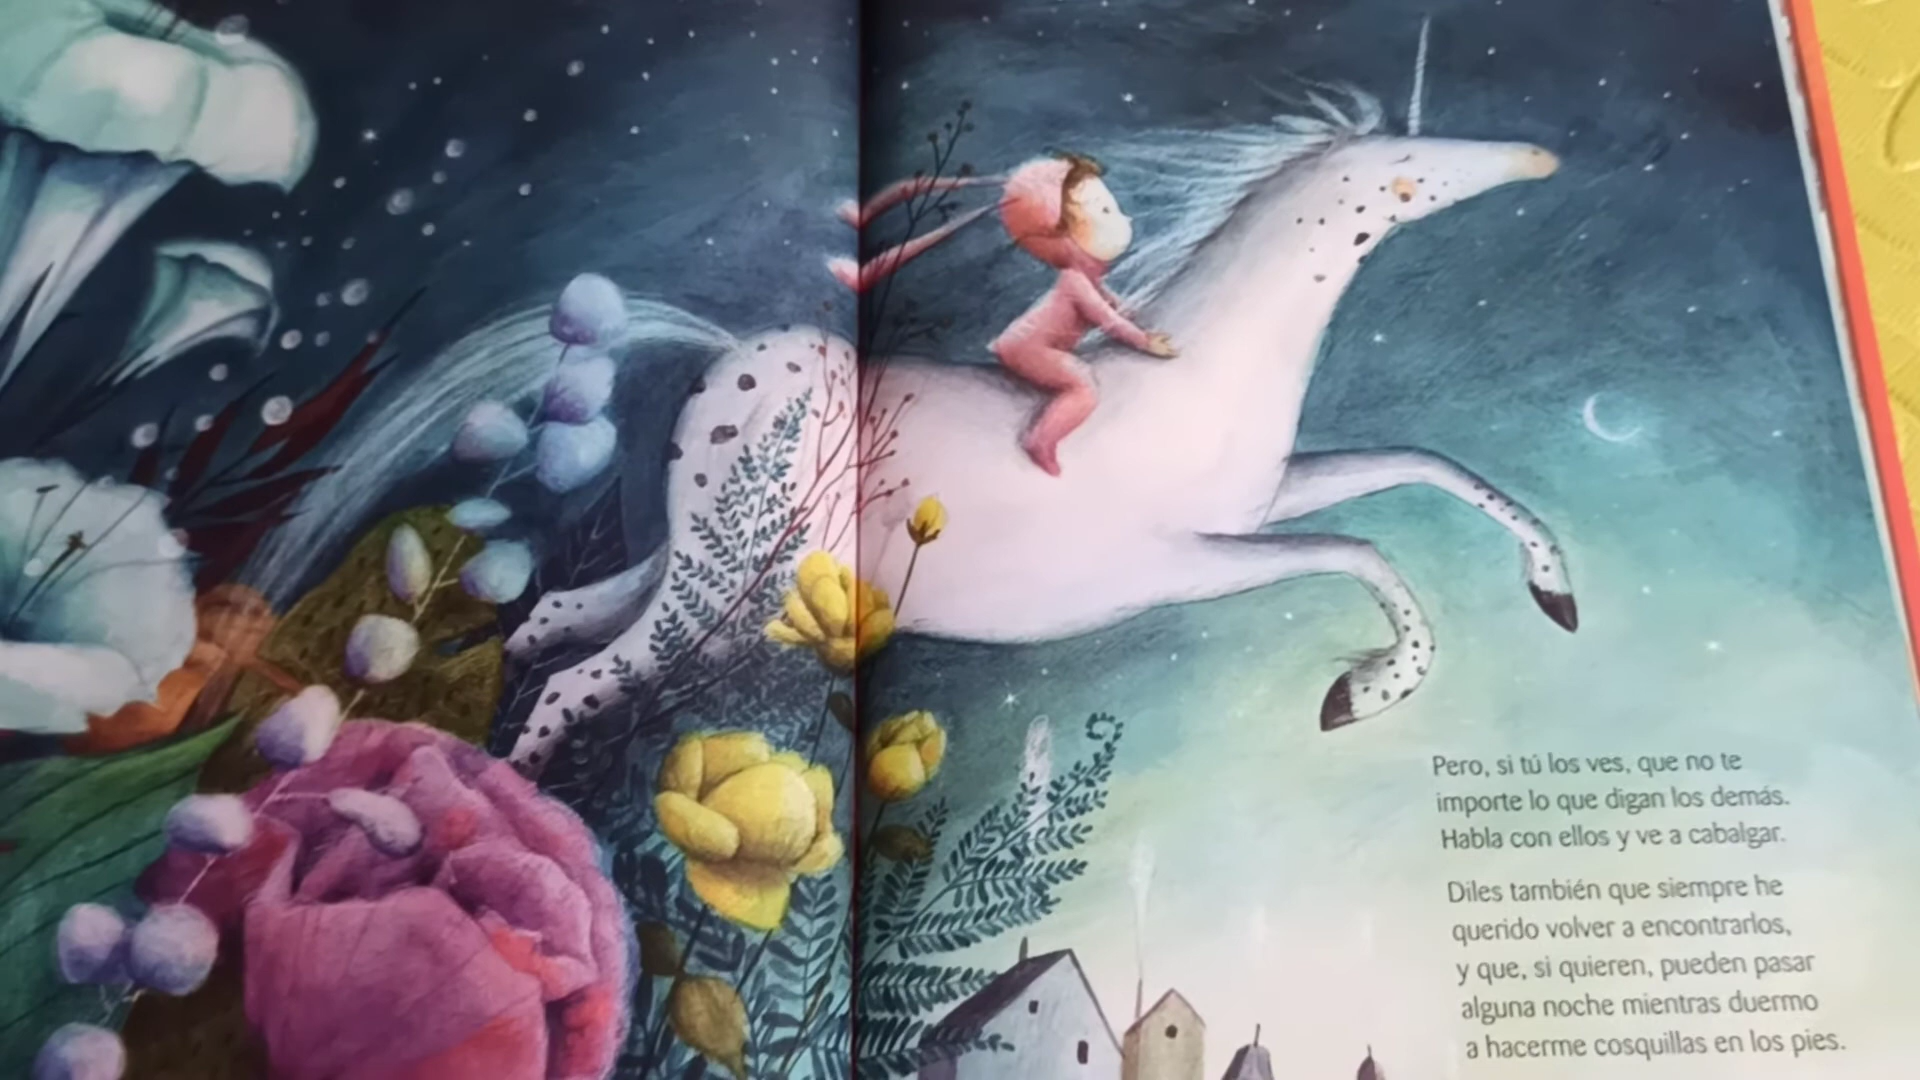 Pero, si tú los ves, que no te
importe lo que digan los demás.
Habla con ellos y ve a cabalgar.
Diles también que siempre he
querido volver a encontrarlos,
y que, si quieren, pueden pasar
alguna noche mientras duermo
a hacerme cosquillas en los pies.